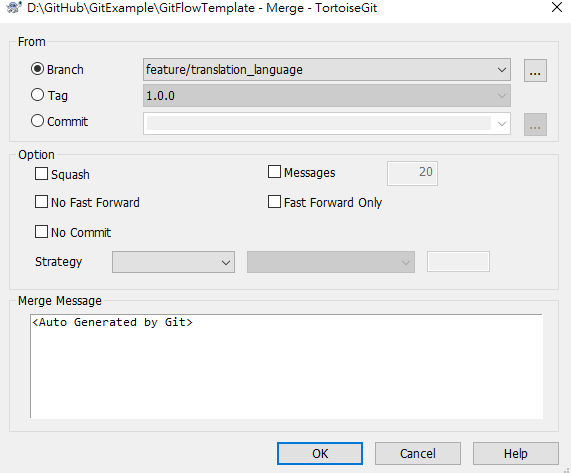 D:\GitHub\GitExample\GitFlowTemplate - Merge - TortoiseGit
From
Branch feature/translation_language ...
Tag 1.0.0
Commit ...
Option
Squash Messages 20
No Fast Forward Fast Forward Only
No Commit
Strategy
Merge Message
<Auto Generated by Git>
OK Cancel Help